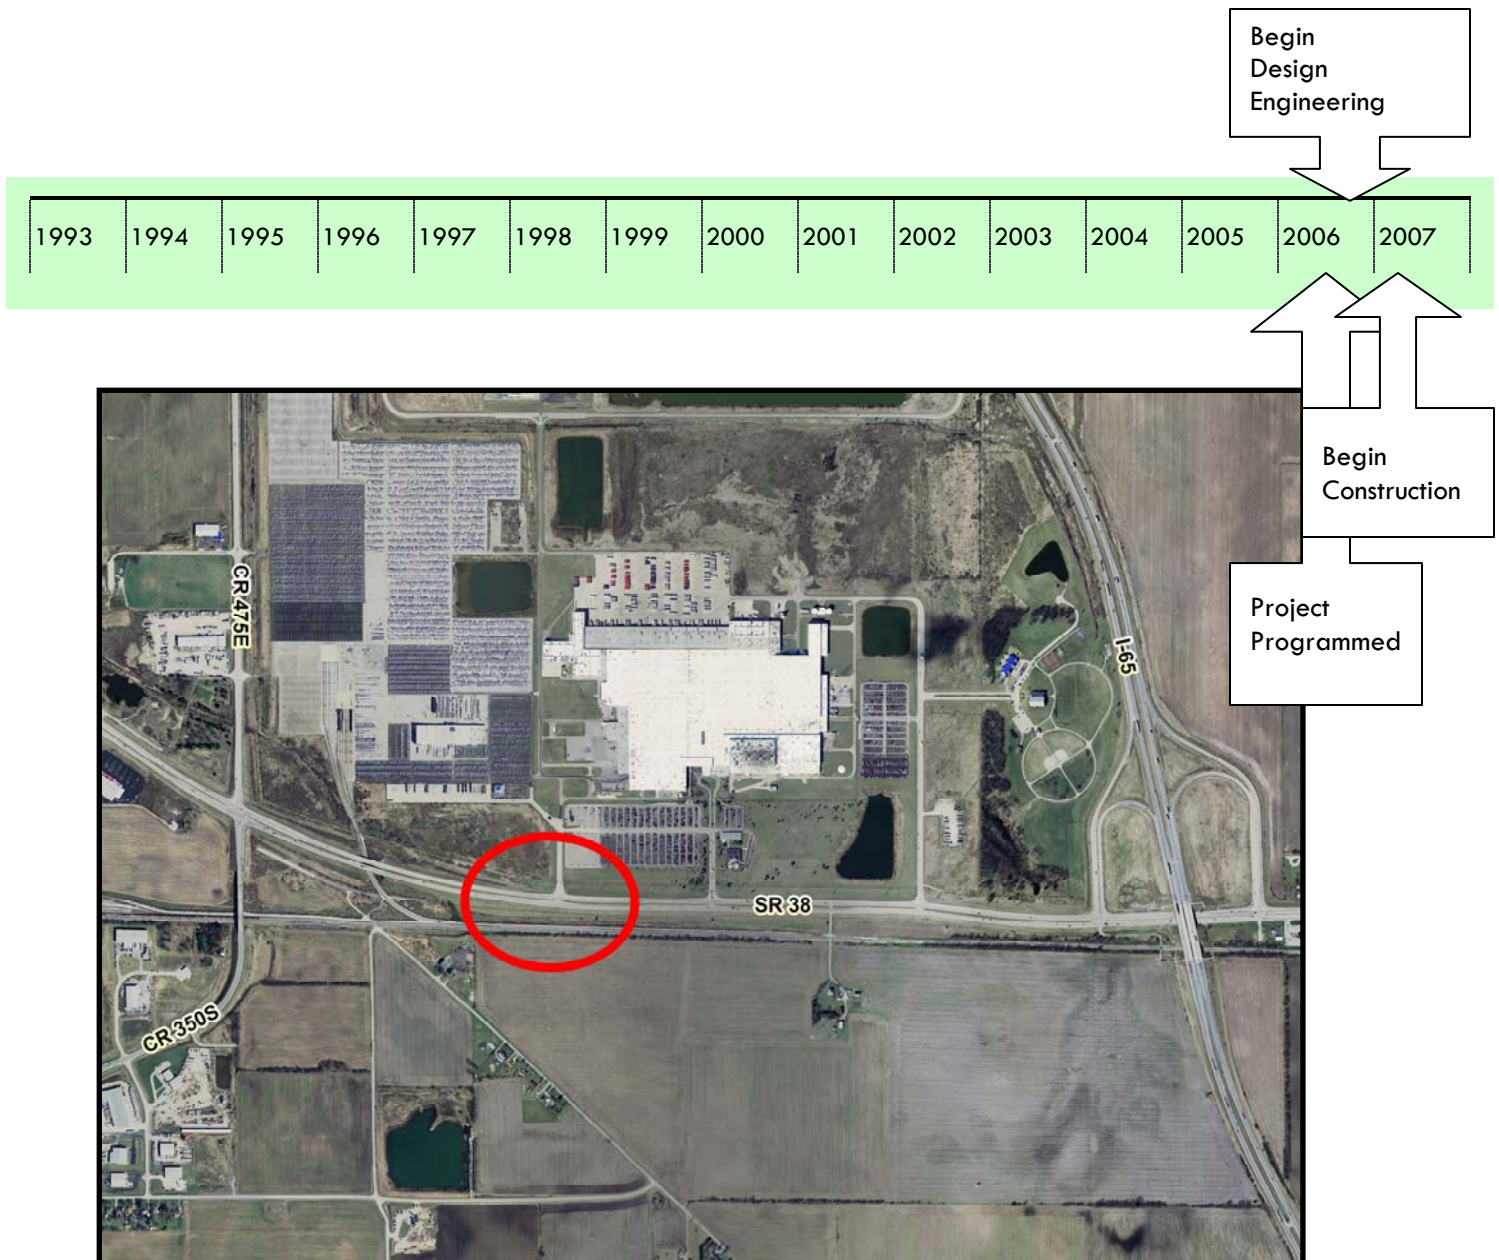 Begin
Design
Engineering
1993 1994 1995 1996 1997 1998 1999 2000 2001 2002 2003 2004 2005 2006 2007
Begin
Construction
Project
Programmed
CR 475E
I-65
SR 38
CR 350S